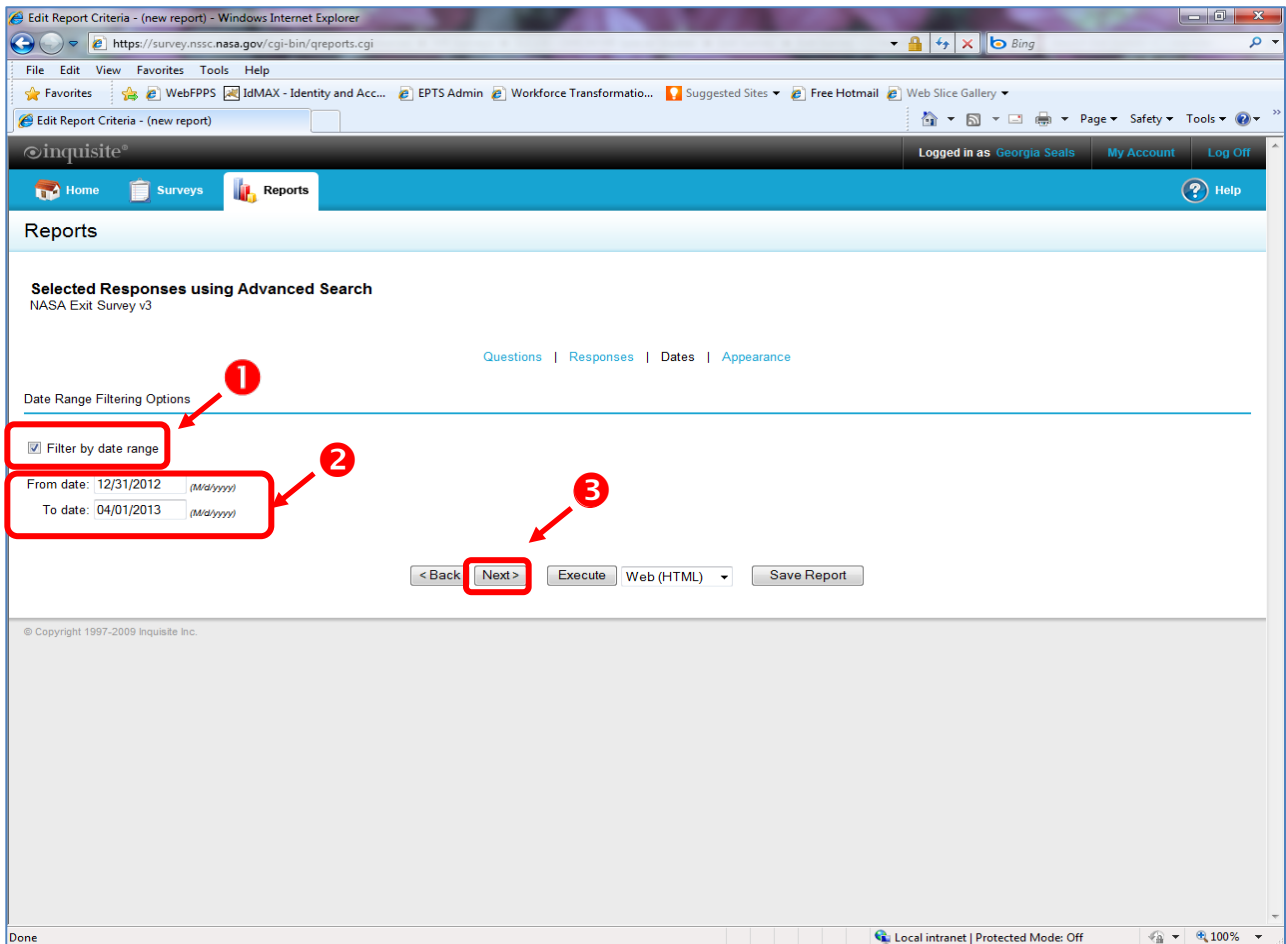 Edit Report Criteria - (new report) - Windows Internet Explorer
https://survey.nssc.nasa.gov/cgi-bin/qreports.cgi
Bing
File Edit View Favorites Tools Help
Favorites WebFPPS IdMAX - Identity and Acc... EPTS Admin Workforce Transformatio... Suggested Sites Free Hotmail Web Slice Gallery
Edit Report Criteria - (new report) Page Safety Tools »
inquisite® Logged in as Georgia Seals My Account Log Off
Home Surveys Reports Help
Reports
Selected Responses using Advanced Search
NASA Exit Survey v3
Questions | Responses | Dates | Appearance
1
Date Range Filtering Options
Filter by date range
2
From date: 12/31/2012 (M/d/yyyy)
3
To date: 04/01/2013 (M/d/yyyy)
< Back Next > Execute Web (HTML) Save Report
© Copyright 1997-2009 Inquisite Inc.
Done Local intranet | Protected Mode: Off 100%